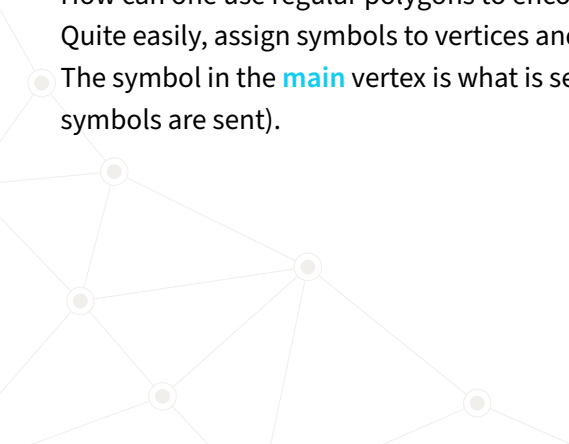 How can one use regular polygons to
Quite easily, assign symbols to vertices
The symbol in the main vertex is what is
symbols are sent).